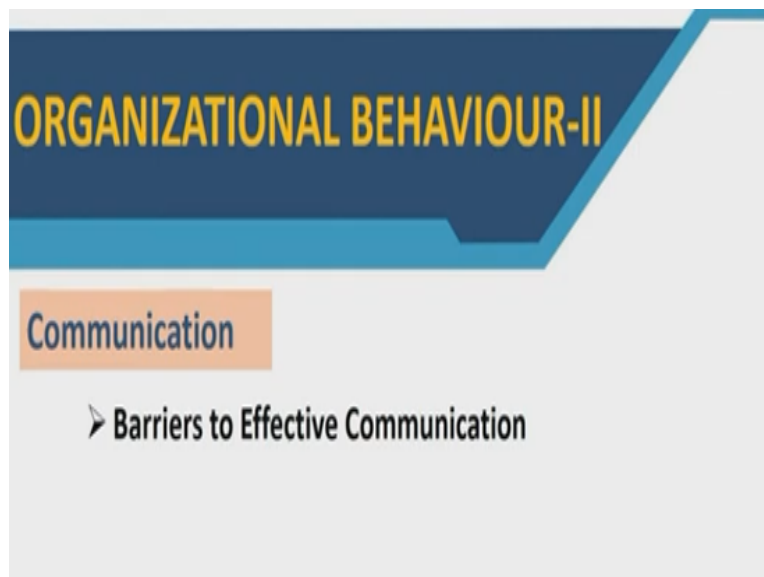 ORGANIZATIONAL BEHAVIOUR-II
Communication
➢ Barriers to Effective Communication